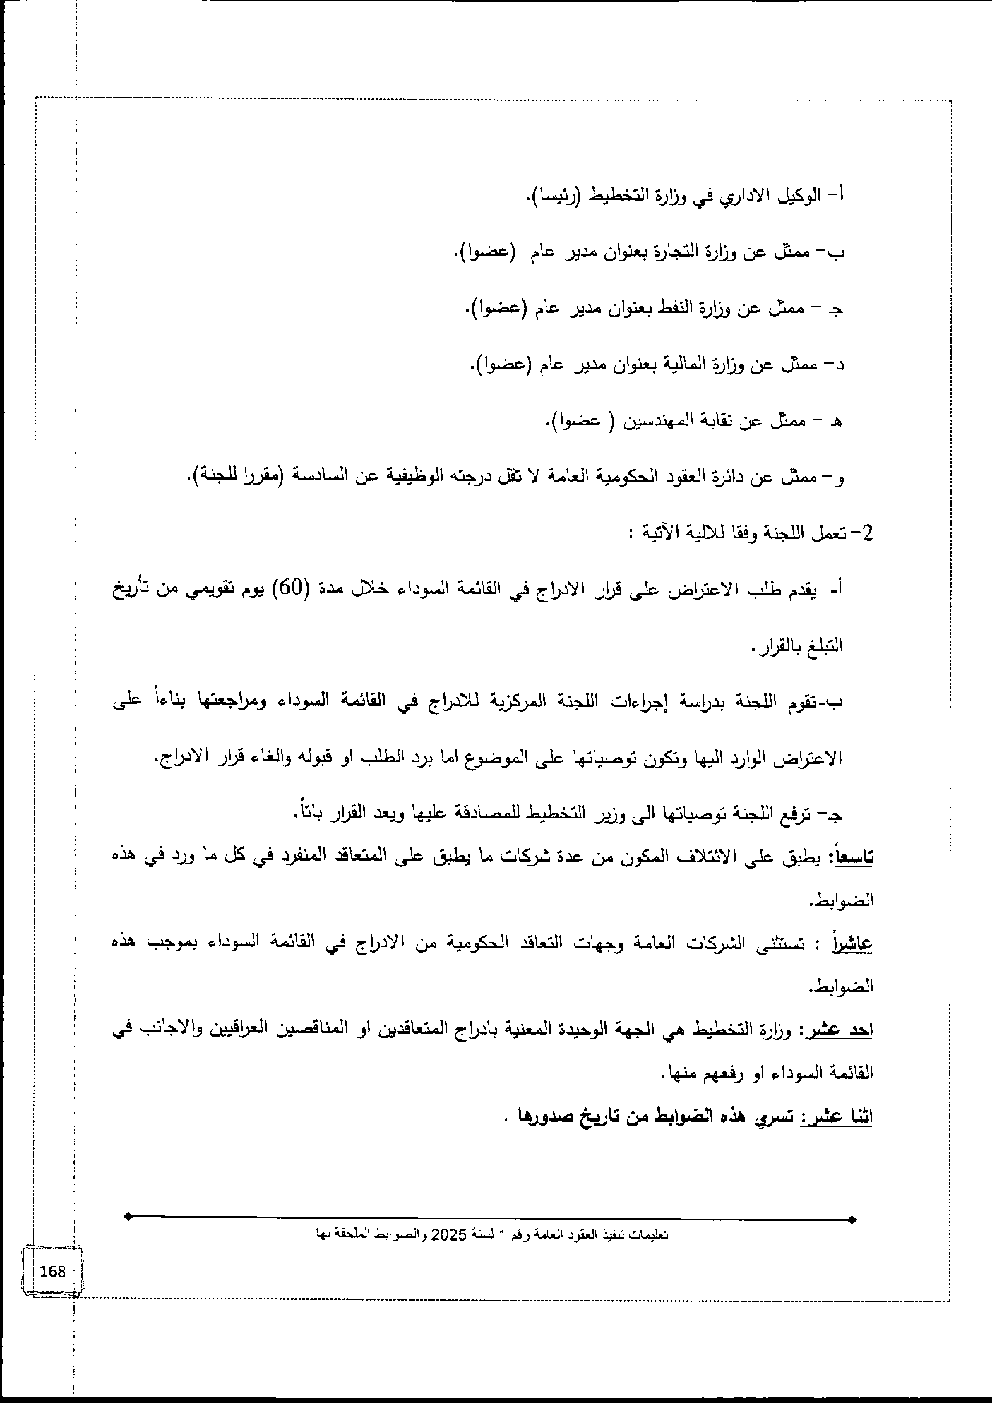 أ- الوكيل الاداري في وزارة التخطيط (رئيسا).
ب- ممثل عن وزارة التجارة بعنوان مدير عام (عضوا).
جـ - ممثل عن وزارة النفط بعنوان مدير عام (عضوا).
د- ممثل عن وزارة المالية بعنوان مدير عام (عضوا).
هـ - ممثل عن نقابة المهندسين ( عضوا).
و- ممثل عن دائرة العقود الحكومية العامة لا تقل درجته الوظيفية عن السادسة (مقررا للجنة).
2- تعمل اللجنة وفقا للالية الآتية :
أ- يقدم طلب الاعتراض على قرار الادراج في القائمة السوداء خلال مدة (60) يوم تقويمي من تأريخ
التبلغ بالقرار .
ب-تقوم اللجنة بدراسة إجراءات اللجنة المركزية للادراج في القائمة السوداء ومراجعتها بناءاً على
الاعتراض الوارد اليها وتكون توصياتها على الموضوع اما برد الطلب او قبوله والغاء قرار الادراج.
جـ- ترفع اللجنة توصياتها الى وزير التخطيط للمصادقة عليها ويعد القرار باتاً.
تاسعاً: يطبق على الائتلاف المكون من عدة شركات ما يطبق على المتعاقد المنفرد في كل ما ورد في هذه
الضوابط.
عاشراً : تستثنى الشركات العامة وجهات التعاقد الحكومية من الادراج في القائمة السوداء بموجب هذه
الضوابط.
احد عشر: وزارة التخطيط هي الجهة الوحيدة المعنية بادراج المتعاقدين او المناقصين العراقيين والاجانب في
القائمة السوداء او رفعهم منها.
اثنا عشر: تسري هذه الضوابط من تاريخ صدورها .
تعليمات تنفيذ العقود العامة رقم لسنة 2025 والضوابط الملحقة بها
168